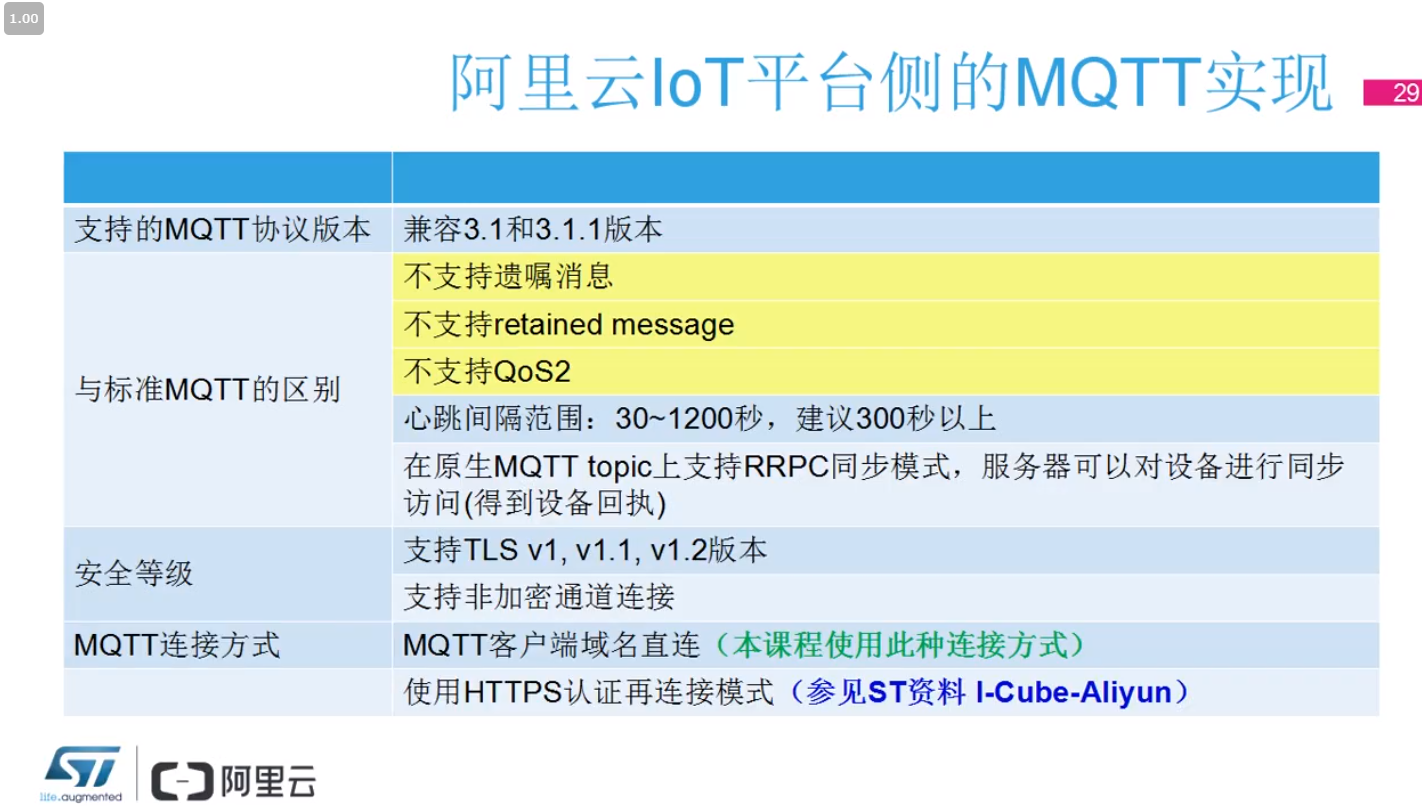 1.00
阿里云IoT平台侧的MQTT实现
29
支持的MQTT协议版本
兼容3.1和3.1.1版本
与标准MQTT的区别
不支持遗嘱消息
不支持retained message
不支持QoS2
心跳间隔范围：30~1200秒，建议300秒以上
在原生MQTT topic上支持RRPC同步模式，服务器可以对设备进行同步
访问(得到设备回执)
安全等级
支持TLS v1, v1.1, v1.2版本
支持非加密通道连接
MQTT连接方式
MQTT客户端域名直连（本课程使用此种连接方式）
使用HTTPS认证再连接模式（参见ST资料 I-Cube-Aliyun）
ST
life.augmented
阿里云